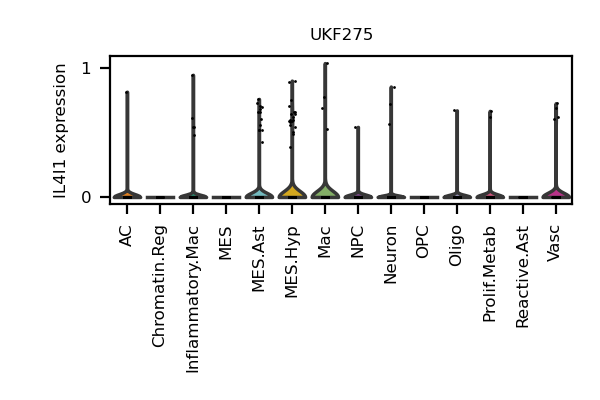 UKF275
IL4I1 expression
1
0
AC
Chromatin.Reg
Inflammatory.Mac
MES
MES.Ast
MES.Hyp
Mac
NPC
Neuron
OPC
Oligo
Prolif.Metab
Reactive.Ast
Vasc